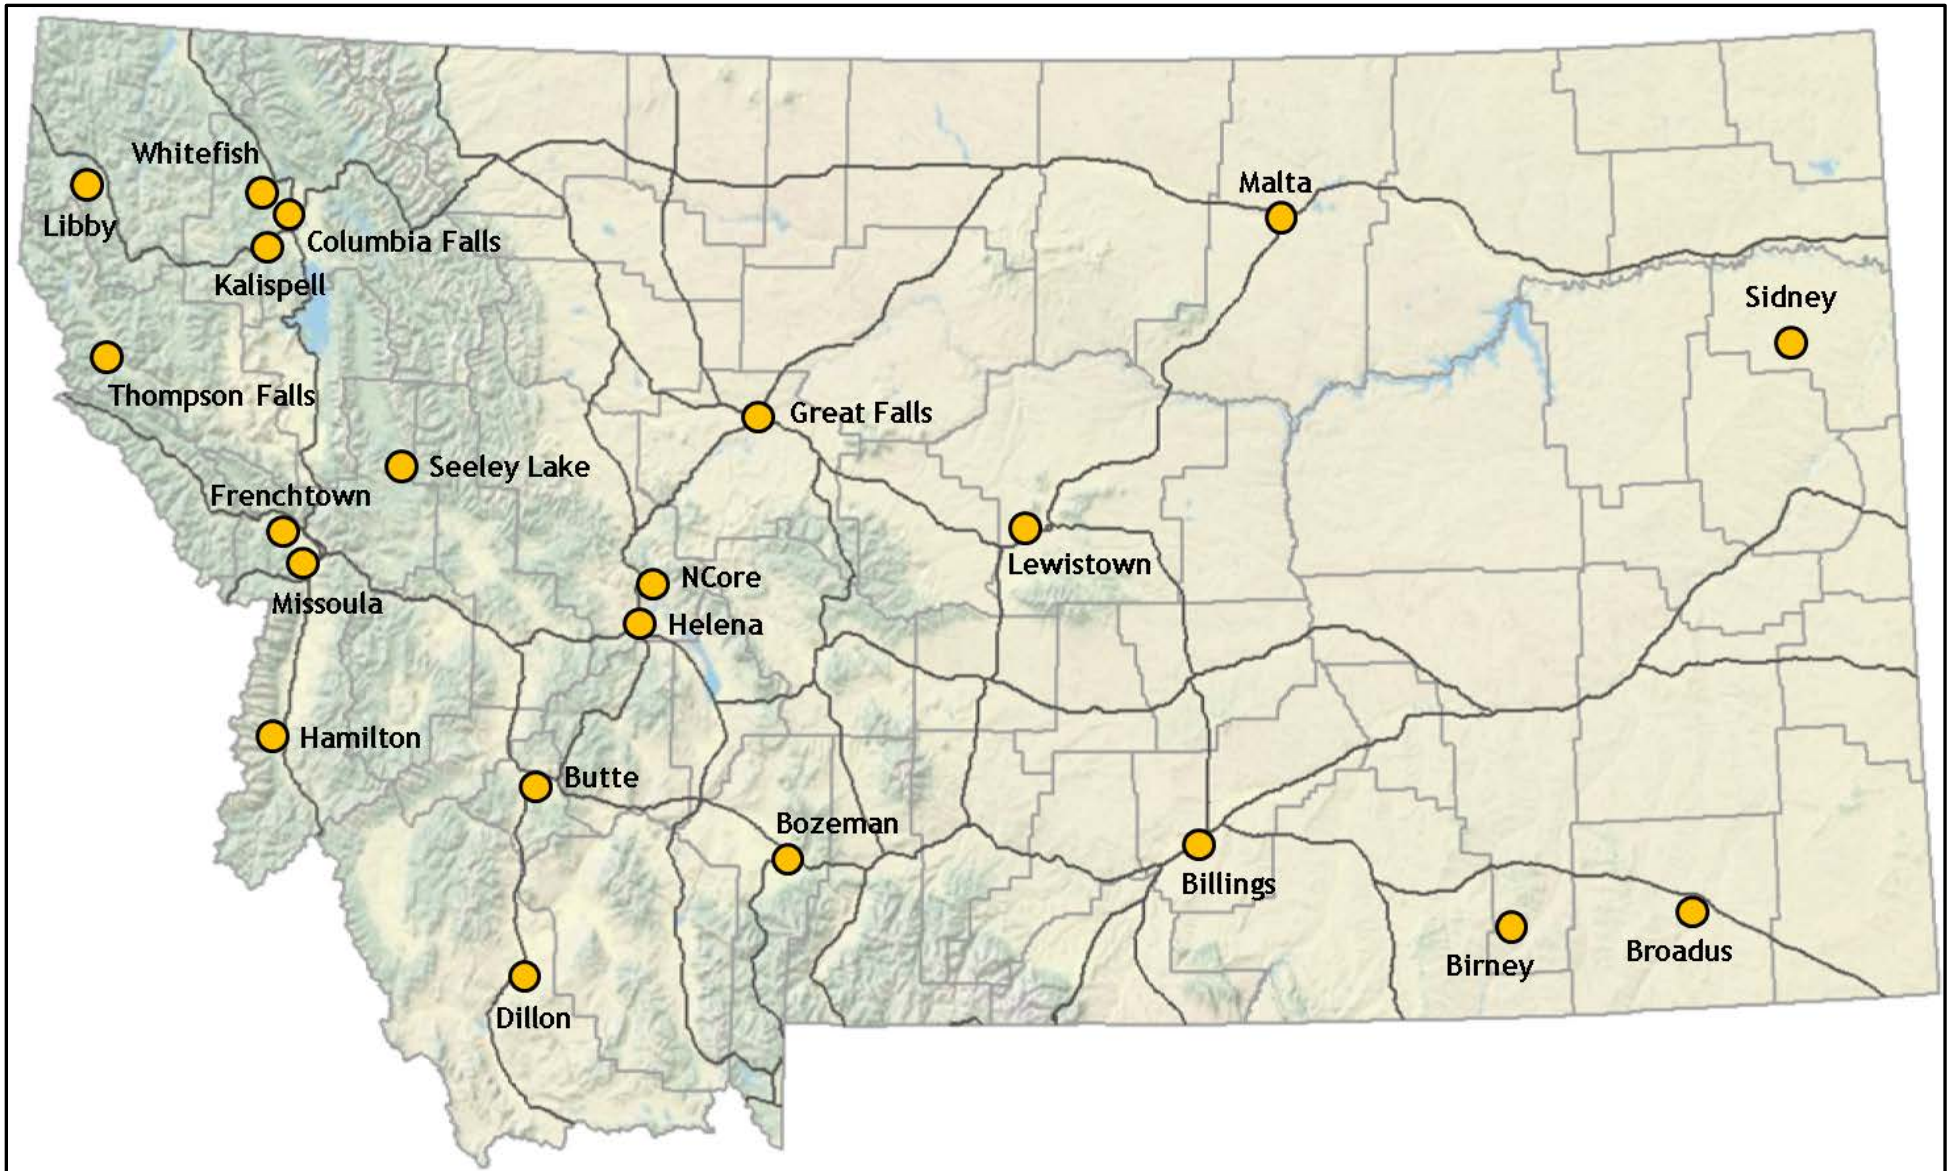 Whitefish
Malta
Libby
Columbia Falls
Kalispell
Sidney
Thompson Falls
Great Falls
Seeley Lake
Frenchtown
Lewistown
NCore
Missoula
Helena
Hamilton
Butte
Bozeman
Billings
Broadus
Birney
Dillon